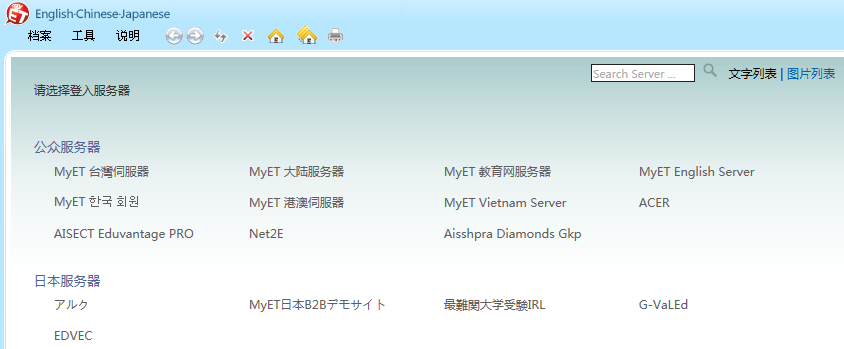 MY ET English·Chinese·Japanese
档案 工具 说明
Search Server ... 文字列表 | 图片列表
请选择登入服务器
公众服务器
MyET 台灣伺服器 MyET 大陆服务器 MyET 教育网服务器 MyET English Server
MyET 한국 회원 MyET 港澳伺服器 MyET Vietnam Server ACER
AISECT Eduvantage PRO Net2E Aisshpra Diamonds Gkp
日本服务器
アルク MyET日本B2Bデモサイト 最難関大学受験IRL G-VaLEd
EDVEC